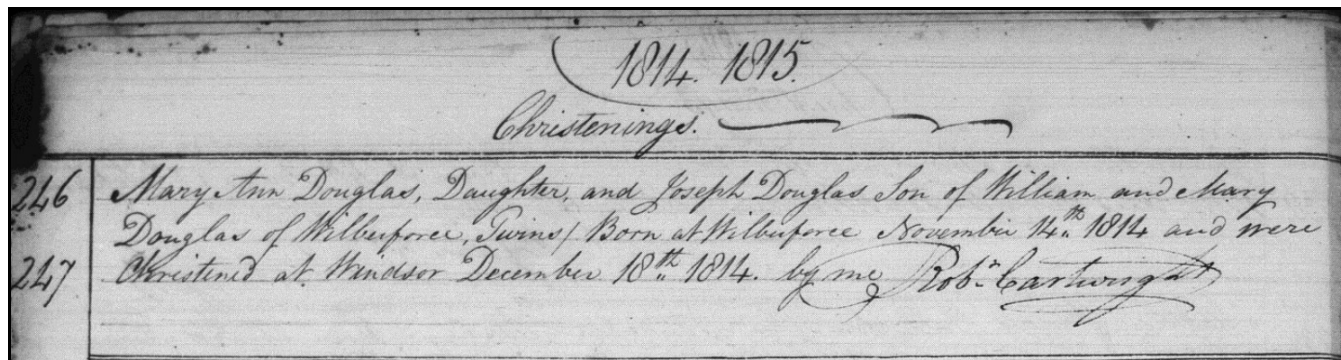 1814. 1815.
Christenings.
246 Mary Ann Douglas, Daughter, and Joseph Douglas Son of William and Mary
Douglas of Wilberforce, Twins/ Born at Wilberforce November 14th. 1814 and were
247 Christened at Windsor December 18th. 1814. by me Robt. Cartwright